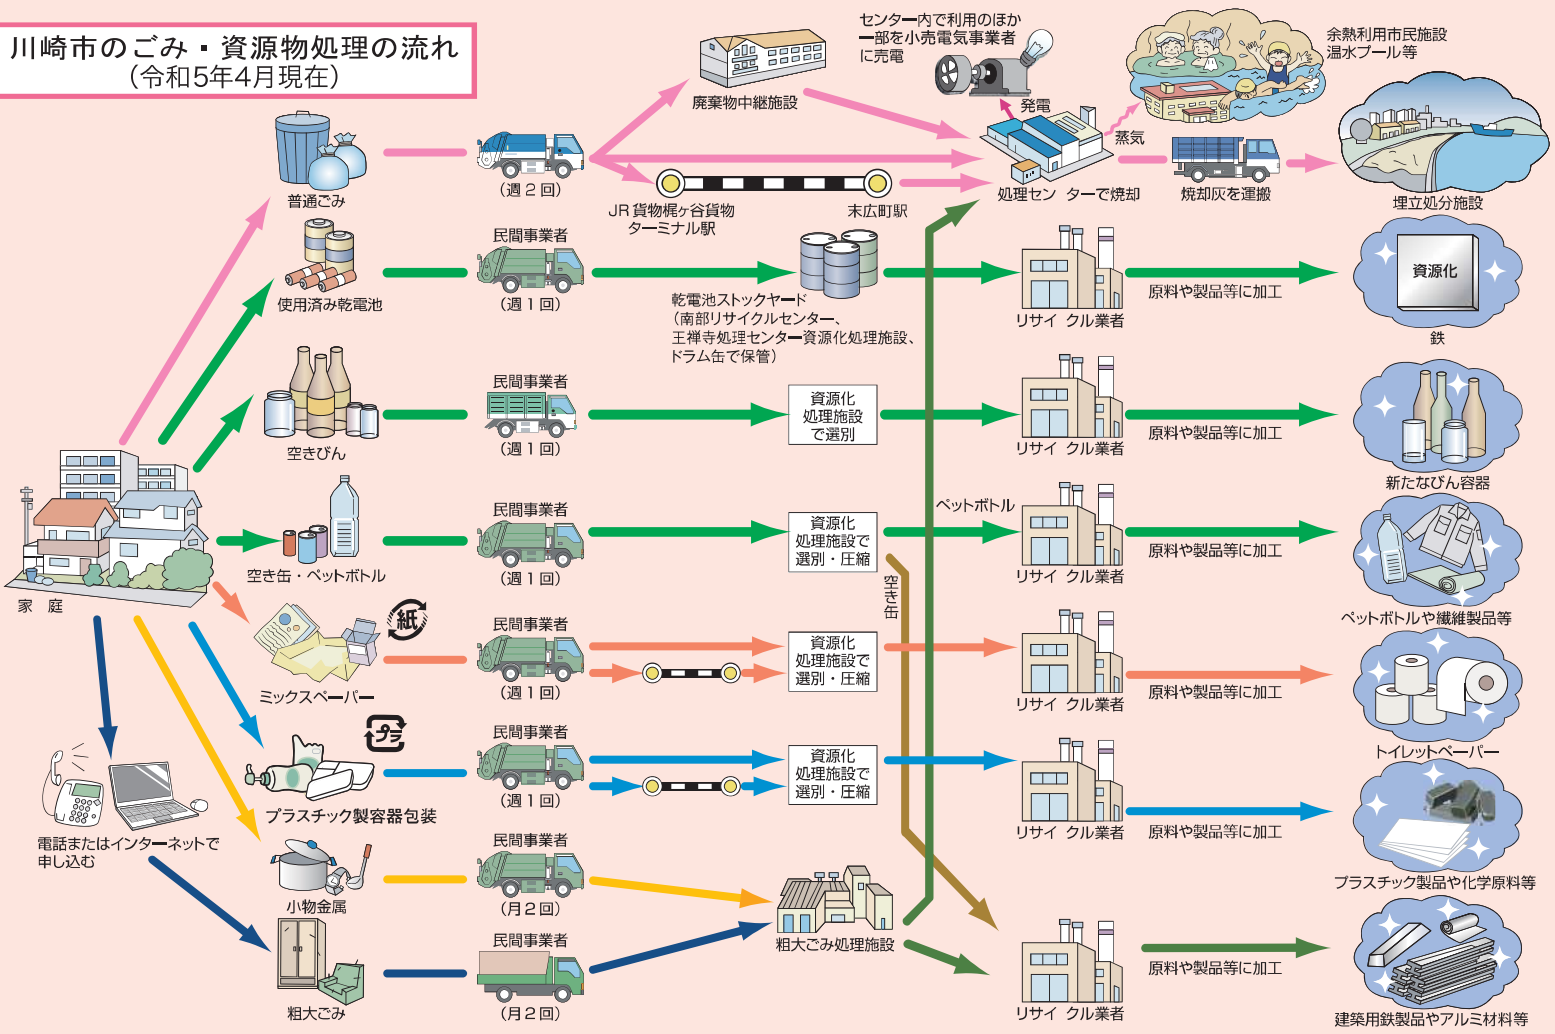 川崎市のごみ・資源物処理の流れ
（令和5年4月現在）
センター内で利用のほか
一部を小売電気事業者
に売電
発電
余熱利用市民施設
温水プール等
蒸気
普通ごみ
（週2回）
廃棄物中継施設
JR貨物梶ヶ谷貨物
ターミナル駅
末広町駅
処理センターで焼却
焼却灰を運搬
埋立処分施設
使用済み乾電池
民間事業者
（週1回）
乾電池ストックヤード
（南部リサイクルセンター、
王禅寺処理センター資源化処理施設、
ドラム缶で保管）
リサイクル業者
原料や製品等に加工
資源化
鉄
空きびん
民間事業者
（週1回）
資源化
処理施設
で選別
リサイクル業者
原料や製品等に加工
新たなびん容器
家庭
空き缶・ペットボトル
民間事業者
（週1回）
資源化
処理施設で
選別・圧縮
ペットボトル
空き缶
リサイクル業者
原料や製品等に加工
ペットボトルや繊維製品等
ミックスペーパー
紙
民間事業者
（週1回）
資源化
処理施設で
選別・圧縮
リサイクル業者
原料や製品等に加工
トイレットペーパー
プラスチック製容器包装
プラ
民間事業者
（週1回）
資源化
処理施設で
選別・圧縮
リサイクル業者
原料や製品等に加工
プラスチック製品や化学原料等
電話またはインターネットで
申し込む
小物金属
民間事業者
（月2回）
粗大ごみ
民間事業者
（月2回）
粗大ごみ処理施設
リサイクル業者
原料や製品等に加工
建築用鉄製品やアルミ材料等